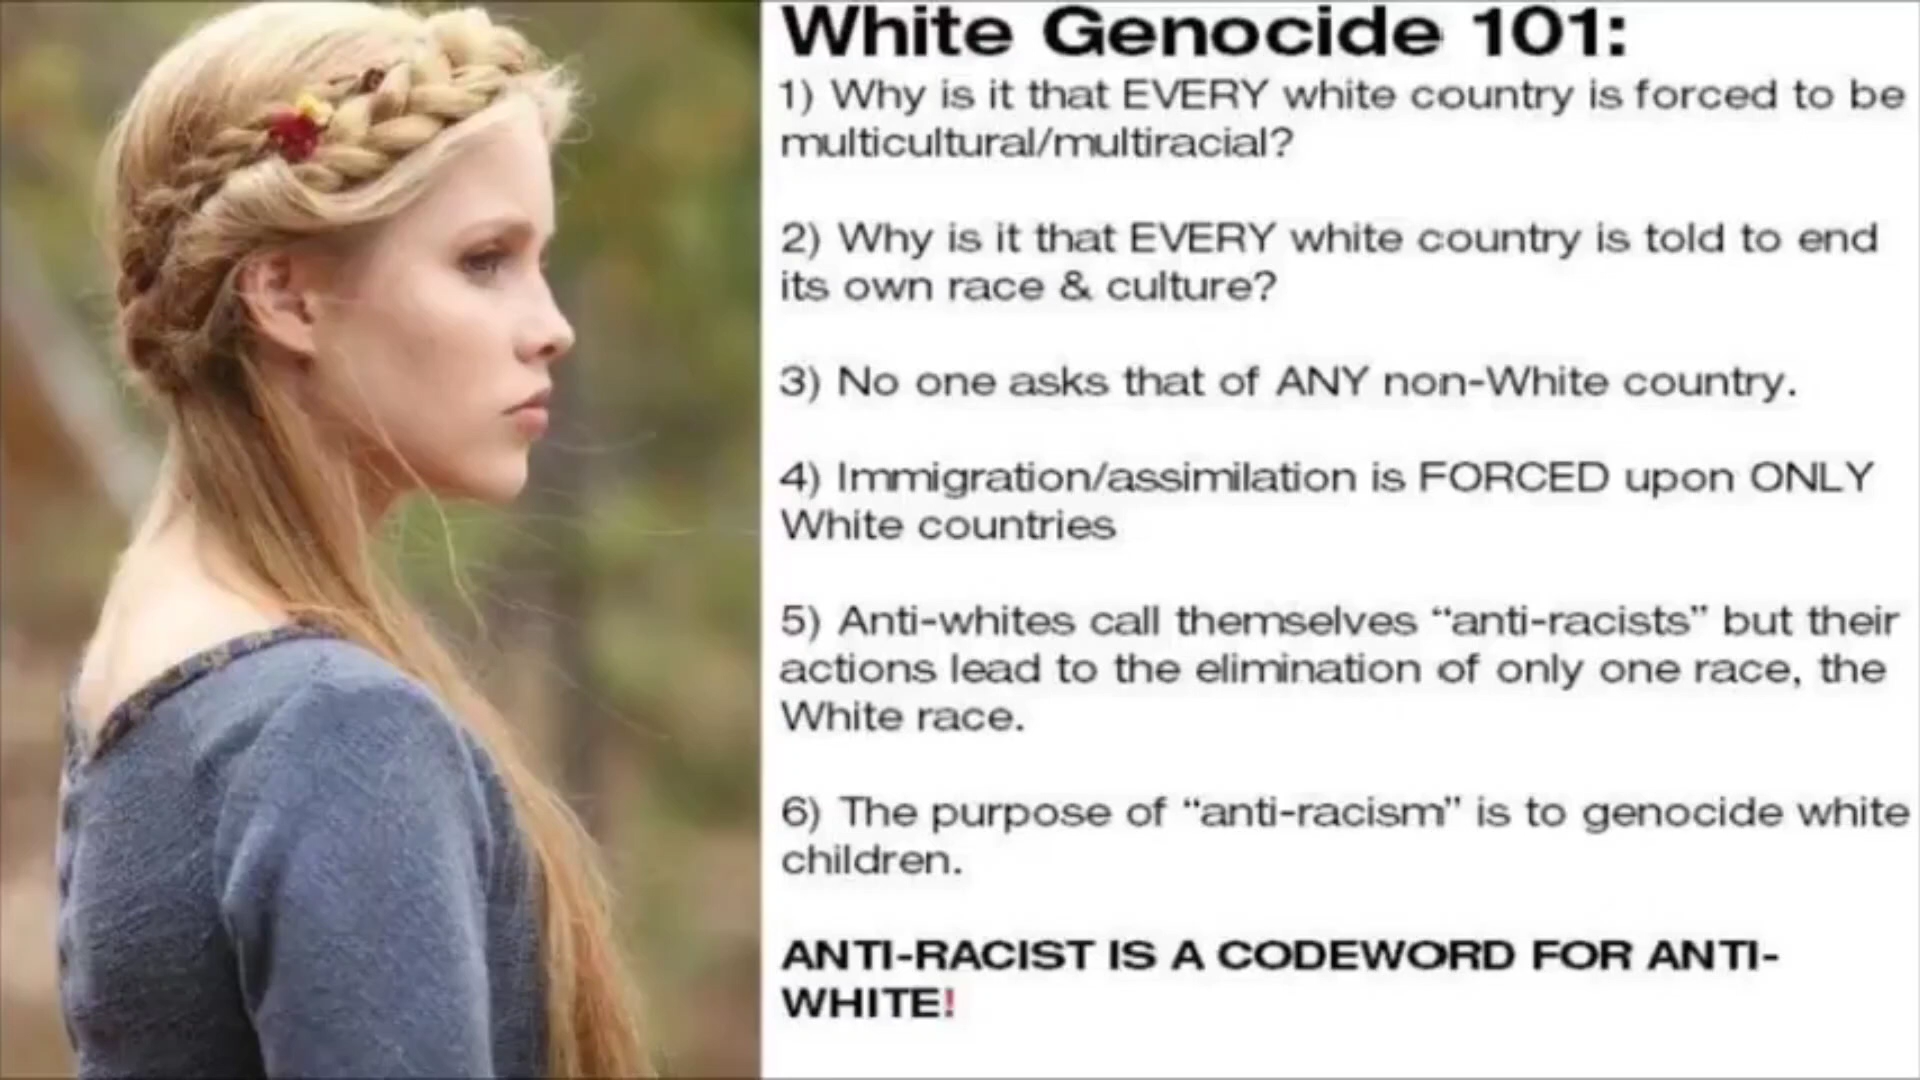 White Genocide 101:
1) Why is it that EVERY white country is forced to be
multicultural/multiracial?
2) Why is it that EVERY white country is told to end
its own race & culture?
3) No one asks that of ANY non-White country.
4) Immigration/assimilation is FORCED upon ONLY
White countries
5) Anti-whites call themselves “anti-racists” but their
actions lead to the elimination of only one race, the
White race.
6) The purpose of “anti-racism” is to genocide white
children.
ANTI-RACIST IS A CODEWORD FOR ANTI-
WHITE!